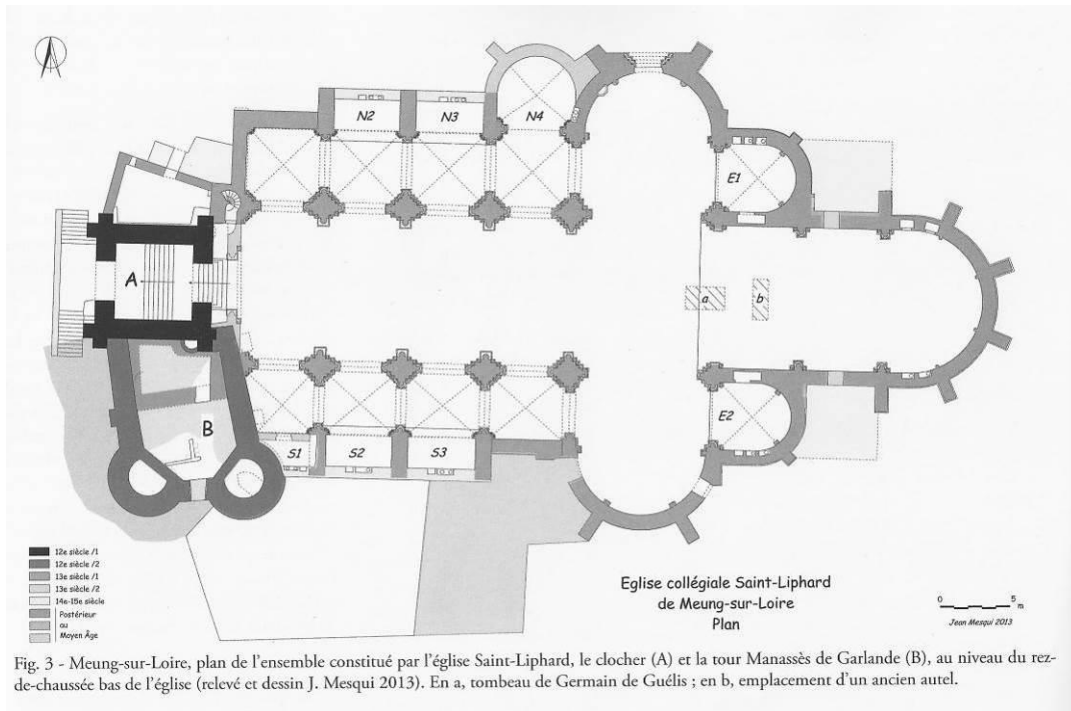 N2
N3
N4
E1
A
a
b
E2
B
S1
S2
S3
12e siècle /1
12e siècle /2
13e siècle /1
13e siècle /2
14e-15e siècle
Postérieur
au
Moyen Âge
Eglise collégiale Saint-Liphard
de Meung-sur-Loire
Plan
0 5
m
Jean Mesqui 2013
Fig. 3 - Meung-sur-Loire, plan de l'ensemble constitué par l'église Saint-Liphard, le clocher (A) et la tour Manassès de Garlande (B), au niveau du rez-
de-chaussée bas de l'église (relevé et dessin J. Mesqui 2013). En a, tombeau de Germain de Guélis ; en b, emplacement d'un ancien autel.